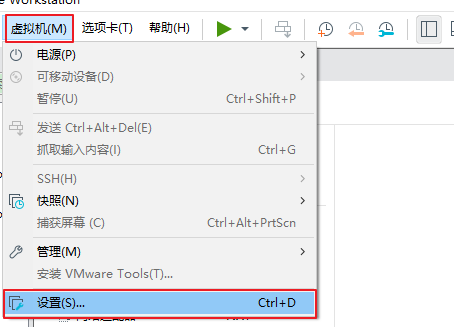 Workstation
虚拟机(M) 选项卡(T) 帮助(H)
电源(P)
可移动设备(D)
暂停(U) Ctrl+Shift+P
发送 Ctrl+Alt+Del(E)
抓取输入内容(I) Ctrl+G
SSH(H)
快照(N)
捕获屏幕 (C) Ctrl+Alt+PrtScn
管理(M)
安装 VMware Tools(T)...
设置(S)... Ctrl+D